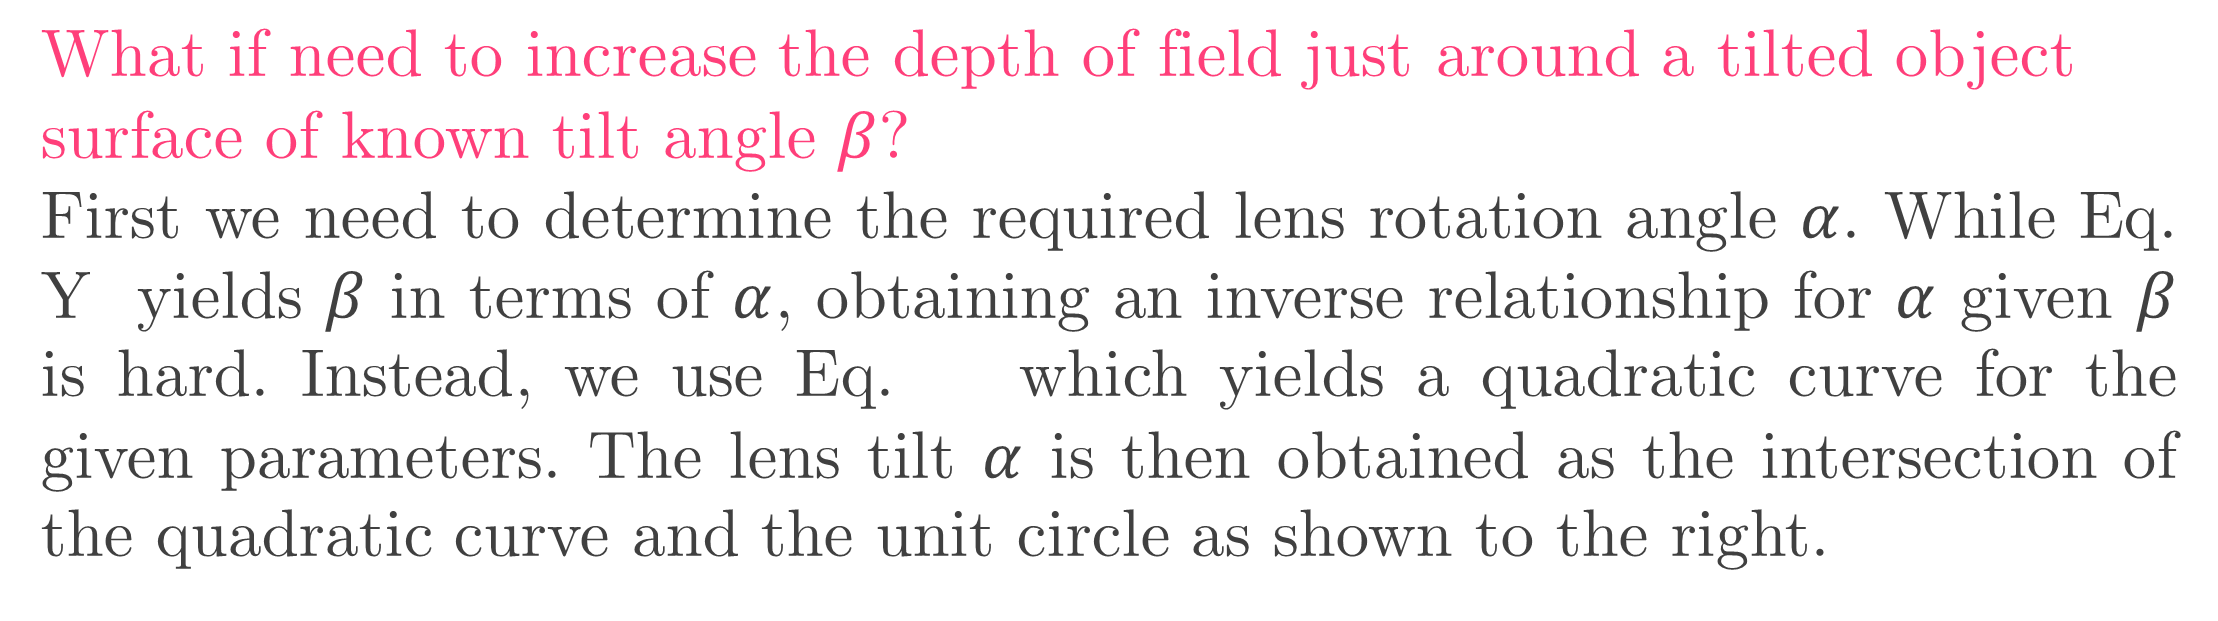 What if need to increase the depth of field just around a tilted object
surface of known tilt angle β?
First we need to determine the required lens rotation angle α. While Eq.
Y yields β in terms of α, obtaining an inverse relationship for α given β
is hard. Instead, we use Eq. which yields a quadratic curve for the
given parameters. The lens tilt α is then obtained as the intersection of
the quadratic curve and the unit circle as shown to the right.